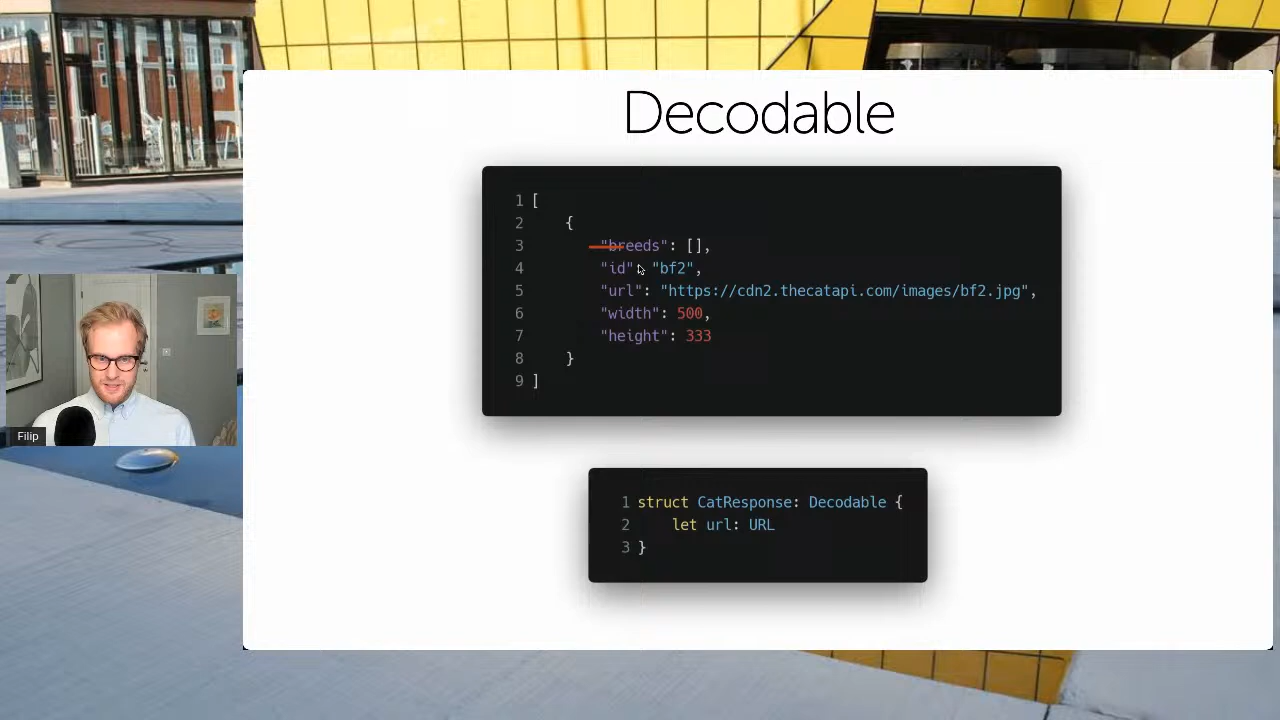 Decodable
1 [
2 {
3 "breeds": [],
4 "id": "bf2",
5 "url": "https://cdn2.thecatapi.com/images/bf2.jpg",
6 "width": 500,
7 "height": 333
8 }
9 ]
Filip
1 struct CatResponse: Decodable {
2 let url: URL
3 }